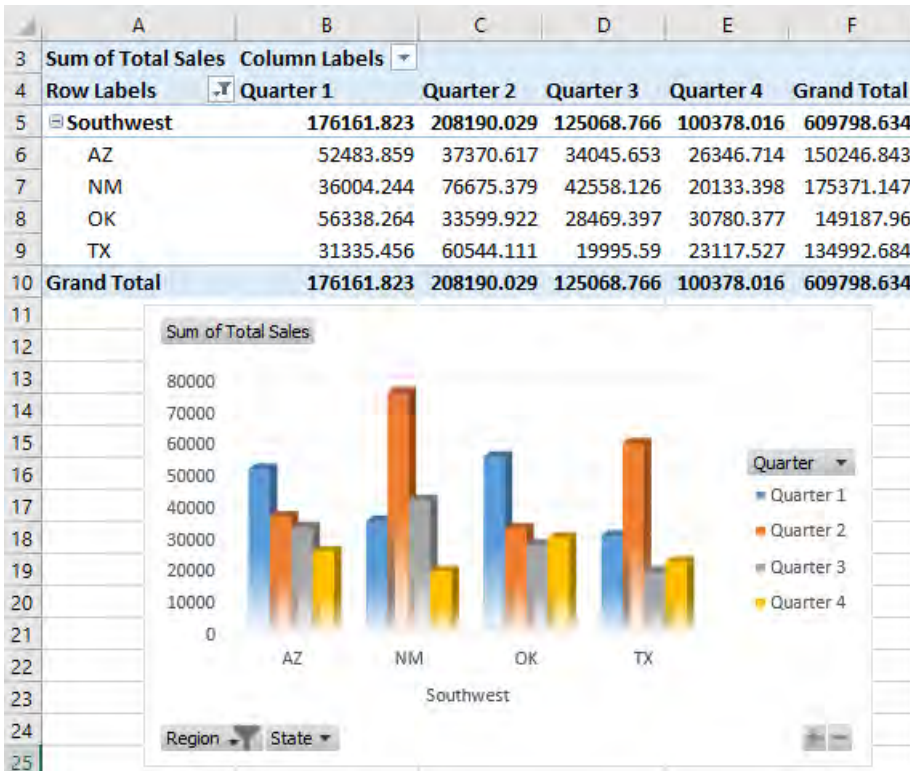 A B C D E F
3 Sum of Total Sales Column Labels
4 Row Labels Quarter 1 Quarter 2 Quarter 3 Quarter 4 Grand Total
5 Southwest 176161.823 208190.029 125068.766 100378.016 609798.634
6 AZ 52483.859 37370.617 34045.653 26346.714 150246.843
7 NM 36004.244 76675.379 42558.126 20133.398 175371.147
8 OK 56338.264 33599.922 28469.397 30780.377 149187.96
9 TX 31335.456 60544.111 19995.59 23117.527 134992.684
10 Grand Total 176161.823 208190.029 125068.766 100378.016 609798.634
11
12 Sum of Total Sales
13 80000
14 70000
15 60000
16 50000 Quarter
17 40000 Quarter 1
18 30000 Quarter 2
19 20000 Quarter 3
20 10000 Quarter 4
21 0
22 AZ NM OK TX
23 Southwest
24 Region State
25